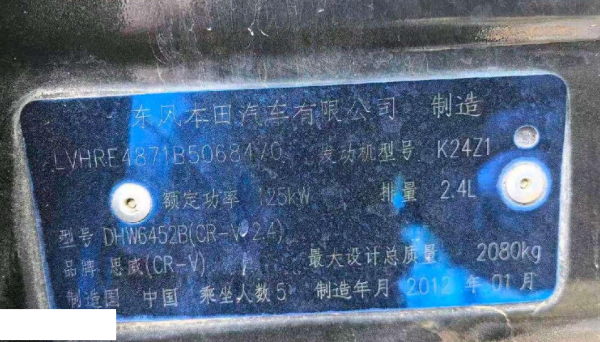 东风本田汽车有限公司 制造
LVHRE4871B5068470 发动机型号 K24Z1
额定功率 125kW 排量 2.4L
型号 DHW6452B(CR-V 2.4)
品牌 思威(CR-V) 最大设计总质量 2080kg
制造国 中国 乘坐人数 5 制造年月 2012 年 01 月